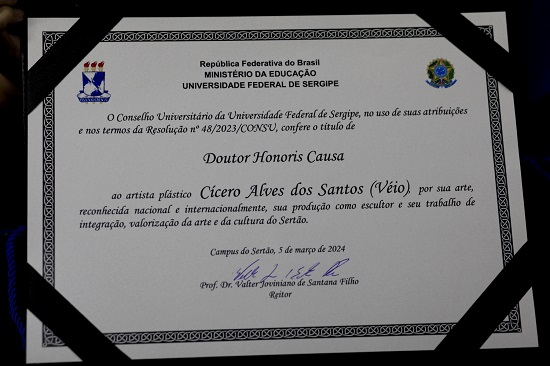 República Federativa do Brasil
MINISTÉRIO DA EDUCAÇÃO
UNIVERSIDADE FEDERAL DE SERGIPE
O Conselho Universitário da Universidade Federal de Sergipe, no uso de suas atribuições
e nos termos da Resolução nº 48/2023/CONSU, confere o título de
Doutor Honoris Causa
ao artista plástico Cícero Alves dos Santos (Véio), por sua arte,
reconhecida nacional e internacionalmente, sua produção como escultor e seu trabalho de
integração, valorização da arte e da cultura do Sertão.
Campus do Sertão, 5 de março de 2024
Prof. Dr. Valter Joviniano de Santana Filho
Reitor